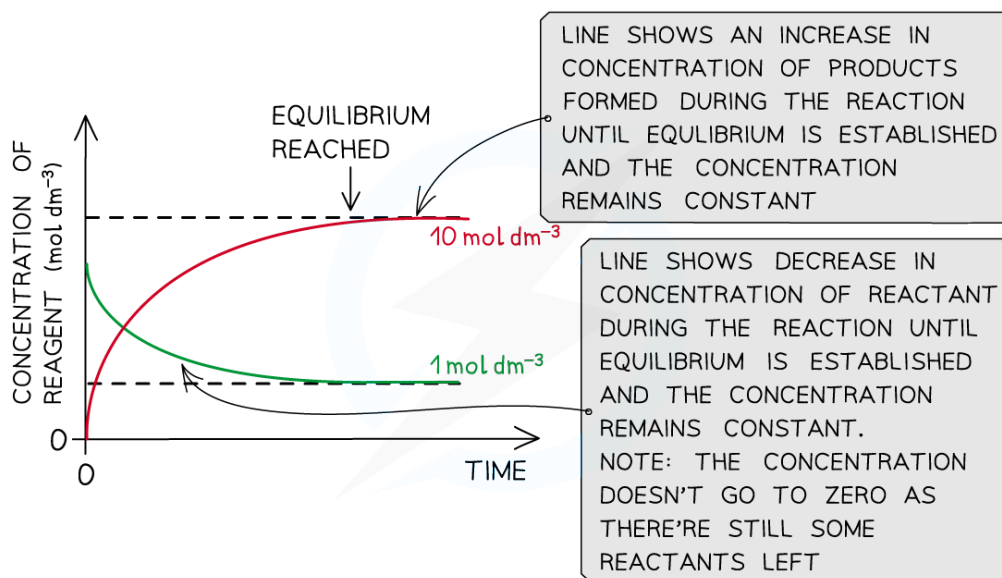 LINE SHOWS AN INCREASE IN
CONCENTRATION OF PRODUCTS
FORMED DURING THE REACTION
UNTIL EQULIBRIUM IS ESTABLISHED
AND THE CONCENTRATION
REMAINS CONSTANT
EQUILIBRIUM
REACHED
CONCENTRATION OF
REAGENT (mol dm⁻³)
10 mol dm⁻³
1 mol dm⁻³
0
0
TIME
LINE SHOWS DECREASE IN
CONCENTRATION OF REACTANT
DURING THE REACTION UNTIL
EQUILIBRIUM IS ESTABLISHED
AND THE CONCENTRATION
REMAINS CONSTANT.
NOTE: THE CONCENTRATION
DOESN'T GO TO ZERO AS
THERE'RE STILL SOME
REACTANTS LEFT